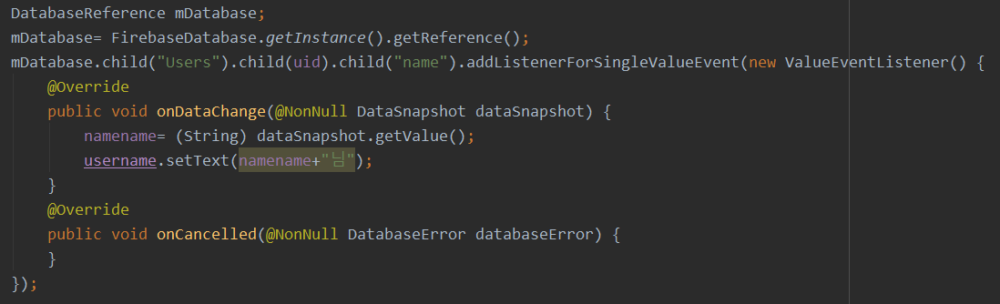 DatabaseReference mDatabase;
mDatabase= FirebaseDatabase.getInstance().getReference();
mDatabase.child("Users").child(uid).child("name").addListenerForSingleValueEvent(new ValueEventListener() {
    @Override
    public void onDataChange(@NonNull DataSnapshot dataSnapshot) {
        namename= (String) dataSnapshot.getValue();
        username.setText(namename+"님");
    }
    @Override
    public void onCancelled(@NonNull DatabaseError databaseError) {
    }
});